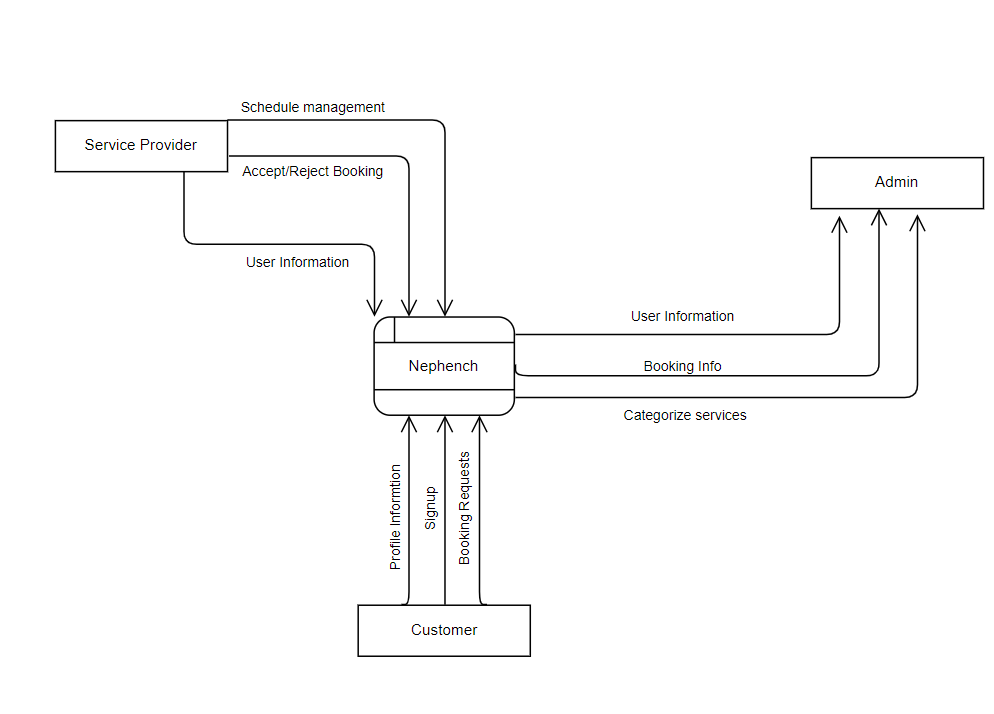 Schedule management
Service Provider
Accept/Reject Booking
Admin
User Information
User Information
Nephench
Booking Info
Categorize services
Profile Informtion
Signup
Booking Requests
Customer